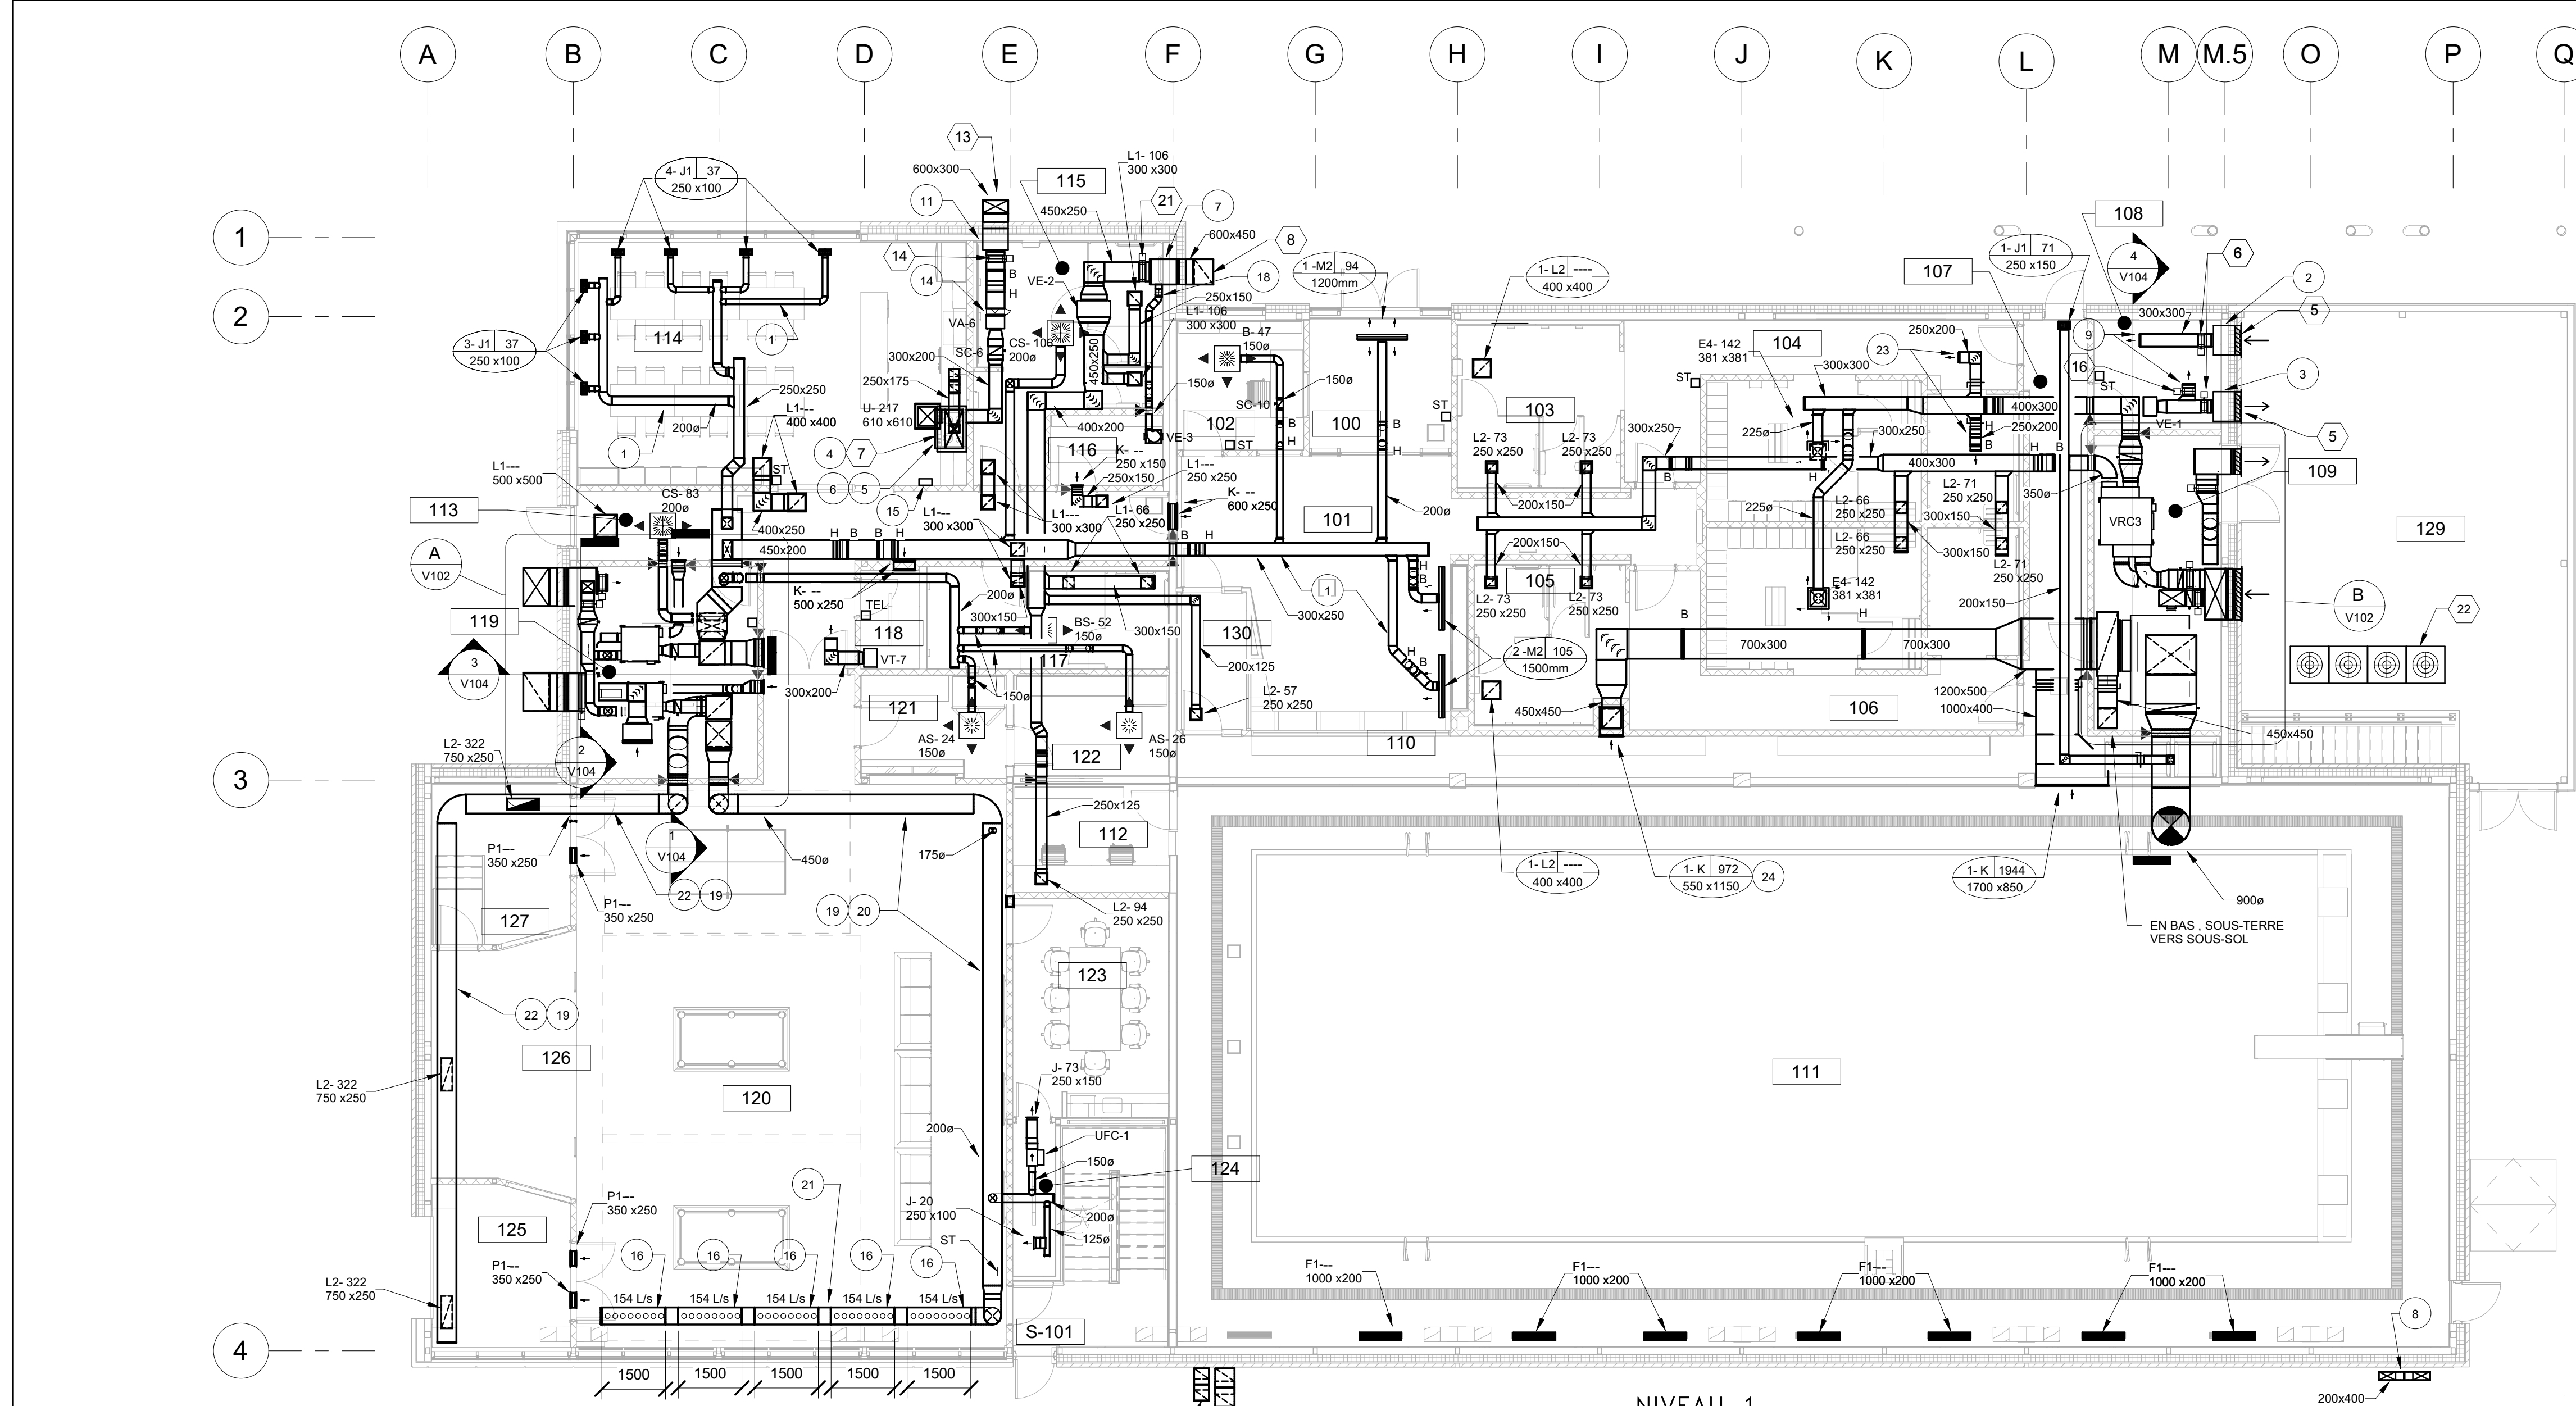 A
B
C
D
E
F
G
H
I
J
K
L
M
M.5
O
P
Q
1
2
3
4
4- J1 37
250 x100
3- J1 37
250 x100
114
1
1
200ø
250x250
L1---
400 x400
ST
400x250
L1---
500 x500
113
CS- 83
200ø
450x200
H
B
B
H
A
V102
119
3
V104
2
V104
1
V104
L2- 322
750 x250
K- --
500 x250
TEL
118
VT-7
300x200
121
13
600x300
11
14
14
B
H
VA-6
SC-6
300x200
250x175
U- 217
610 x610
4
7
6
5
15
L1---
300 x300
115
VE-2
450x250
L1- 106
300 x300
21
7
600x450
8
18
250x150
L1- 106
300 x300
CS- 106
200ø
450x250
150ø
VE-3
400x200
116
K- --
250 x150
250x150
L1---
250 x250
L1---
300 x300
L1- 66
250 x250
K- --
600 x250
B
H
200ø
300x150
300x150
BS- 52
150ø
117
150ø
AS- 24
150ø
AS- 26
150ø
122
130
200x125
L2- 57
250 x250
B- 47
150ø
150ø
SC-10
102
ST
B
H
100
1 -M2 94
1200mm
B
H
200ø
101
1
300x250
H
B
H
B
2 -M2 105
1500mm
110
1- L2 ----
400 x400
ST
103
L2- 73
250 x250
L2- 73
250 x250
200x150
200x150
105
L2- 73
250 x250
L2- 73
250 x250
300x250
B
450x450
B
700x300
700x300
106
E4- 142
381 x381
ST
104
300x300
225ø
H
225ø
E4- 142
381 x381
H
300x250
400x300
23
250x200
250x200
H
B
400x300
H
B
L2- 66
250 x250
L2- 66
250 x250
300x150
L2- 71
250 x250
300x150
L2- 71
250 x250
200x150
107
1- J1 71
250 x150
108
4
V104
6
2
5
300x300
9
16
ST
3
5
VE-1
350ø
VRC3
109
129
B
V102
22
1200x500
1000x400
450x450
900ø
EN BAS , SOUS-TERRE
VERS SOUS-SOL
1- L2 ----
400 x400
1- K 972
550 x1150
24
1- K 1944
1700 x850
P1---
350 x250
P1---
350 x250
127
22
19
450ø
19
20
175ø
250x125
112
L2- 94
250 x250
123
22
19
126
L2- 322
750 x250
120
J- 73
250 x150
UFC-1
150ø
124
200ø
200ø
125ø
J- 20
250 x100
ST
111
125
P1---
350 x250
P1---
350 x250
L2- 322
750 x250
21
16
16
16
16
16
154 L/s
154 L/s
154 L/s
154 L/s
154 L/s
S-101
1500
1500
1500
1500
1500
F1---
1000 x200
F1---
1000 x200
F1---
1000 x200
F1---
1000 x200
8
200x400
NIVEAU 1